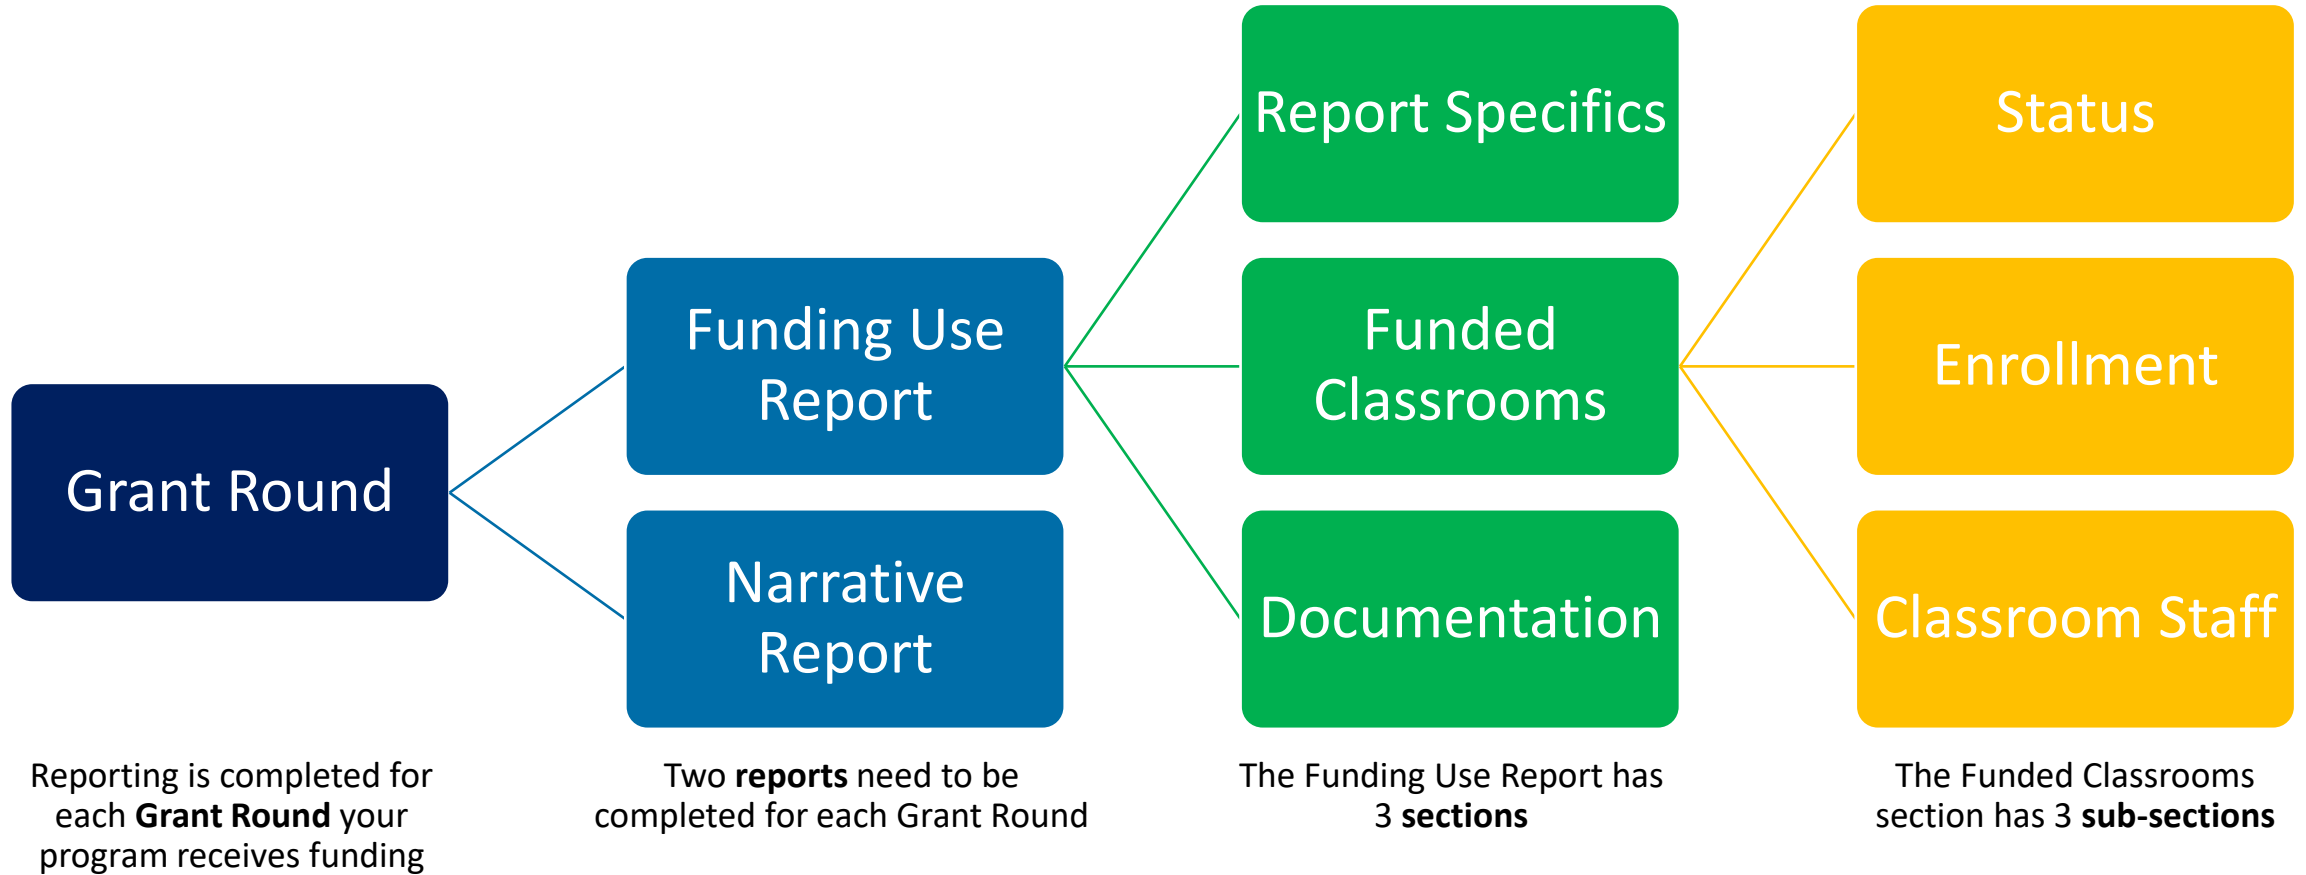 Grant Round
Funding Use
Report
Narrative
Report
Report Specifics
Funded
Classrooms
Documentation
Status
Enrollment
Classroom Staff
Reporting is completed for
each Grant Round your
program receives funding
Two reports need to be
completed for each Grant Round
The Funding Use Report has
3 sections
The Funded Classrooms
section has 3 sub-sections